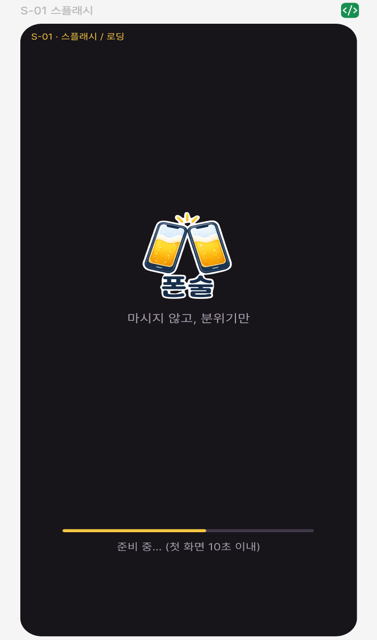 S-01 스플래시
</>
S-01 · 스플래시 / 로딩
폰술
마시지 않고, 분위기만
준비 중... (첫 화면 10초 이내)